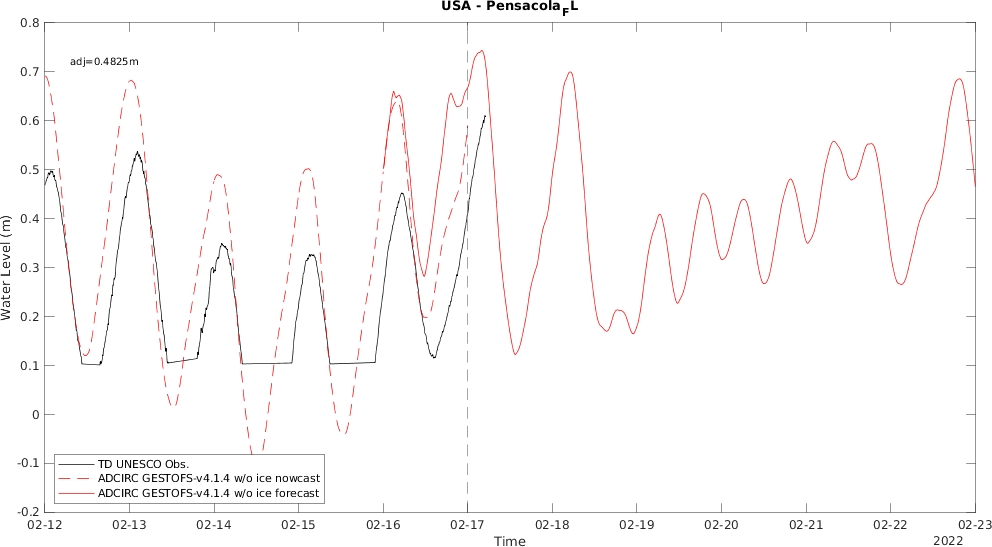 USA - Pensacola_FL
adj=0.4825m
0.8
0.7
0.6
0.5
0.4
0.3
0.2
0.1
0
-0.1
-0.2
Water Level (m)
TD UNESCO Obs.
ADCIRC GESTOFS-v4.1.4 w/o ice nowcast
ADCIRC GESTOFS-v4.1.4 w/o ice forecast
02-12 02-13 02-14 02-15 02-16 02-17 02-18 02-19 02-20 02-21 02-22 02-23
Time
2022